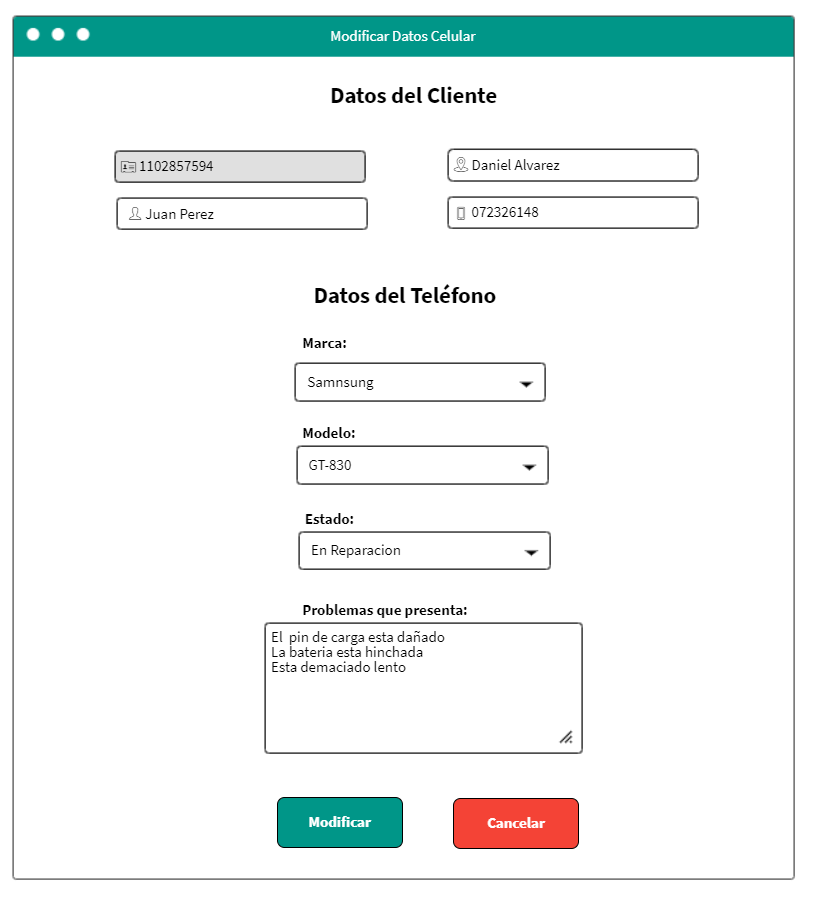 Modificar Datos Celular
Datos del Cliente
1102857594
Daniel Alvarez
Juan Perez
072326148
Datos del Teléfono
Marca:
Samnsung
Modelo:
GT-830
Estado:
En Reparacion
Problemas que presenta:
El pin de carga esta dañado
La bateria esta hinchada
Esta demaciado lento
Modificar
Cancelar